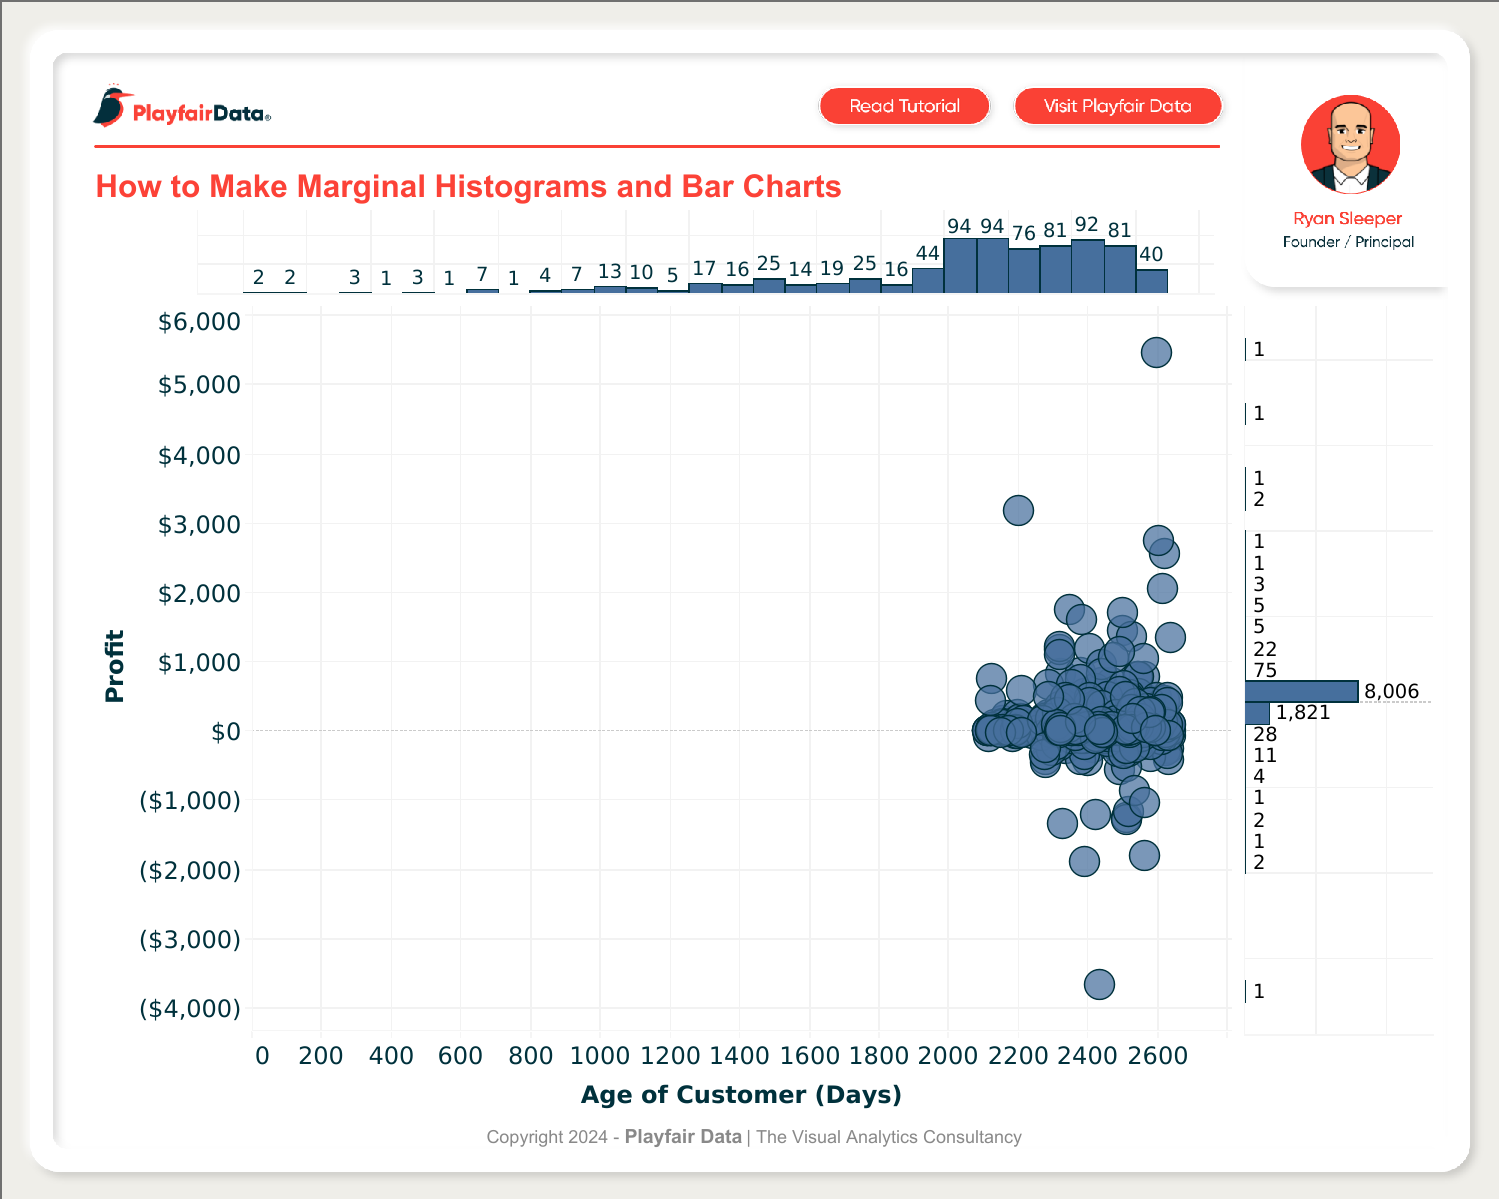 PlayfairData®
Read Tutorial
Visit Playfair Data
Ryan Sleeper
Founder / Principal
How to Make Marginal Histograms and Bar Charts
2 2 3 1 3 1 7 1 4 7 13 10 5 17 16 25 14 19 25 16 44 94 94 76 81 92 81 40
$6,000
$5,000
$4,000
$3,000
$2,000
$1,000
$0
($1,000)
($2,000)
($3,000)
($4,000)
Profit
1
1
1
2
1
1
3
5
5
22
75
8,006
1,821
28
11
4
1
2
1
2
1
0 200 400 600 800 1000 1200 1400 1600 1800 2000 2200 2400 2600
Age of Customer (Days)
Copyright 2024 - Playfair Data | The Visual Analytics Consultancy